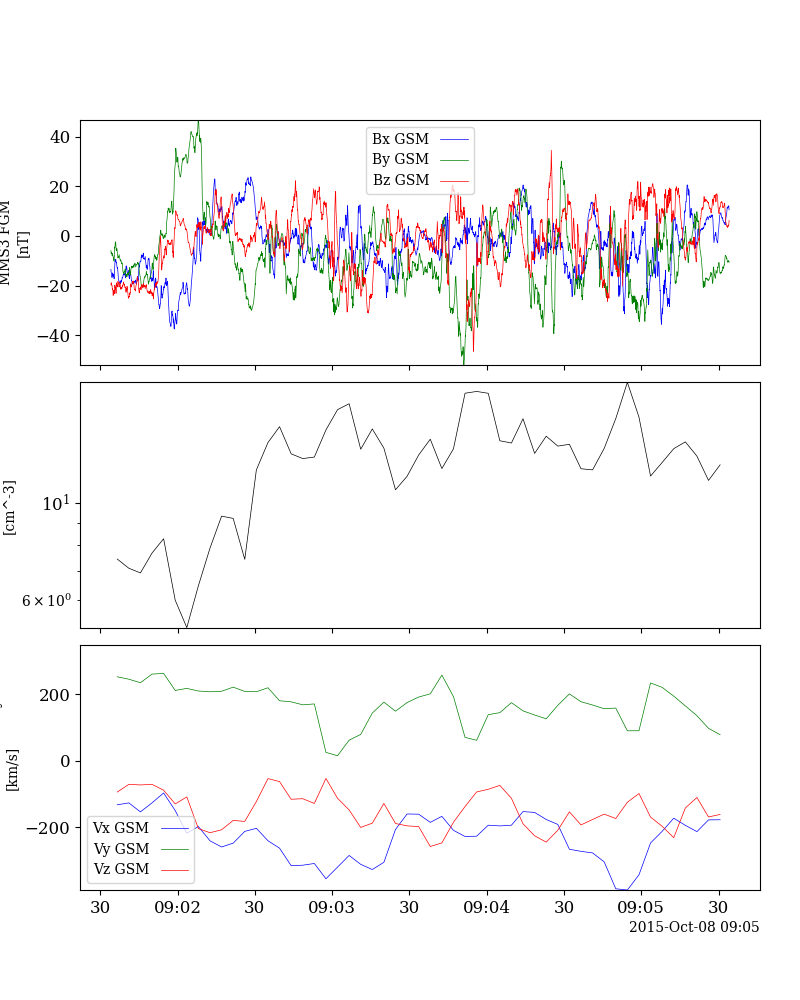 MMS3 FGM
[nT]
40
20
0
−20
−40
Bx GSM
By GSM
Bz GSM
[cm^-3]
10^1
6×10^0
[km/s]
200
0
−200
Vx GSM
Vy GSM
Vz GSM
30 09:02 30 09:03 30 09:04 30 09:05 30
2015-Oct-08 09:05